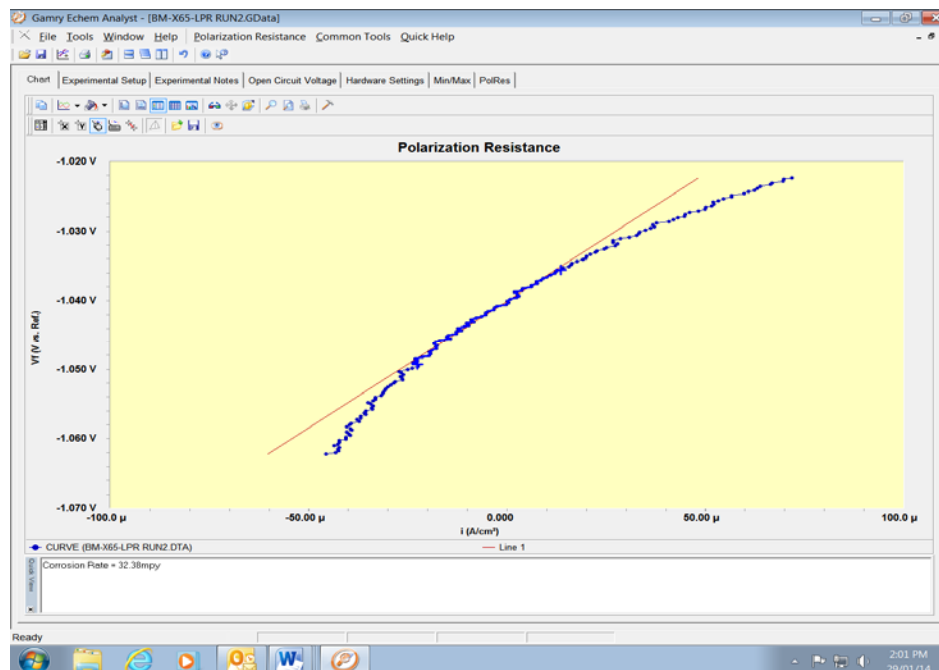 Gamry Echem Analyst - [BM-X65-LPR RUN2.GData]
File Tools Window Help Polarization Resistance Common Tools Quick Help
Chart Experimental Setup Experimental Notes Open Circuit Voltage Hardware Settings Min/Max PolRes
Polarization Resistance
-1.020 V
-1.030 V
-1.040 V
-1.050 V
-1.060 V
-1.070 V
Vf (V vs. Ref.)
-100.0 µ -50.00 µ 0.000 50.00 µ 100.0 µ
i (A/cm²)
CURVE (BM-X65-LPR RUN2.DTA) Line 1
Quick View
Corrosion Rate = 32.38mpy
Ready
2:01 PM
29/01/14